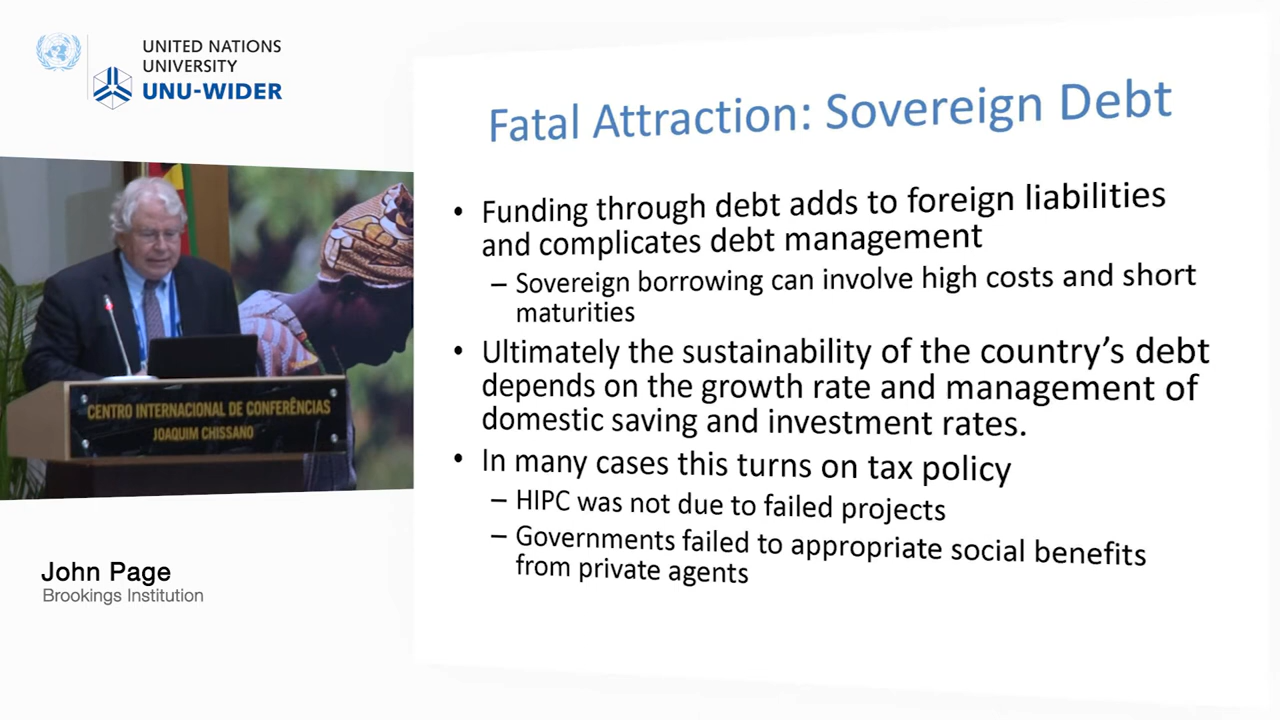 UNITED NATIONS
UNIVERSITY
UNU-WIDER
Fatal Attraction: Sovereign Debt
• Funding through debt adds to foreign liabilities
and complicates debt management
– Sovereign borrowing can involve high costs and short
maturities
• Ultimately the sustainability of the country's debt
depends on the growth rate and management of
domestic saving and investment rates.
• In many cases this turns on tax policy
– HIPC was not due to failed projects
– Governments failed to appropriate social benefits
from private agents
CENTRO INTERNACIONAL DE CONFERÊNCIAS
JOAQUIM CHISSANO
John Page
Brookings Institution